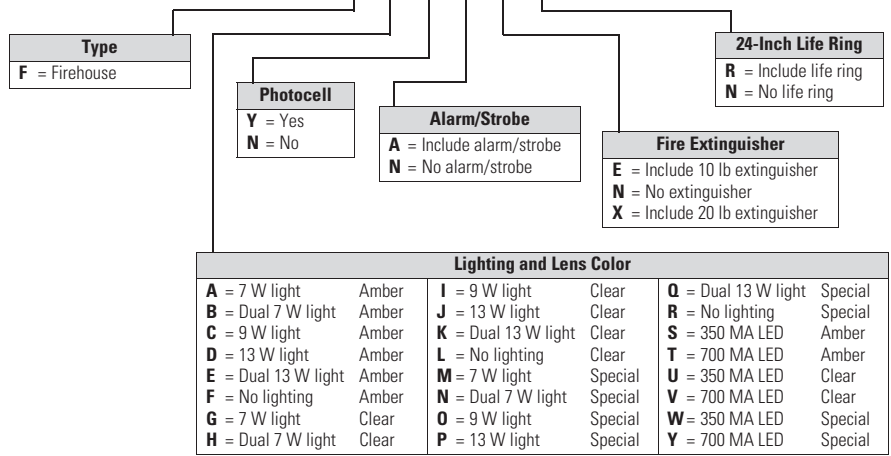 Type
F = Firehouse
24-Inch Life Ring
R = Include life ring
N = No life ring
Photocell
Y = Yes
N = No
Alarm/Strobe
A = Include alarm/strobe
N = No alarm/strobe
Fire Extinguisher
E = Include 10 lb extinguisher
N = No extinguisher
X = Include 20 lb extinguisher
Lighting and Lens Color
A = 7 W light Amber
B = Dual 7 W light Amber
C = 9 W light Amber
D = 13 W light Amber
E = Dual 13 W light Amber
F = No lighting Amber
G = 7 W light Clear
H = Dual 7 W light Clear
I = 9 W light Clear
J = 13 W light Clear
K = Dual 13 W light Clear
L = No lighting Clear
M = 7 W light Special
N = Dual 7 W light Special
O = 9 W light Special
P = 13 W light Special
Q = Dual 13 W light Special
R = No lighting Special
S = 350 MA LED Amber
T = 700 MA LED Amber
U = 350 MA LED Clear
V = 700 MA LED Clear
W = 350 MA LED Special
Y = 700 MA LED Special